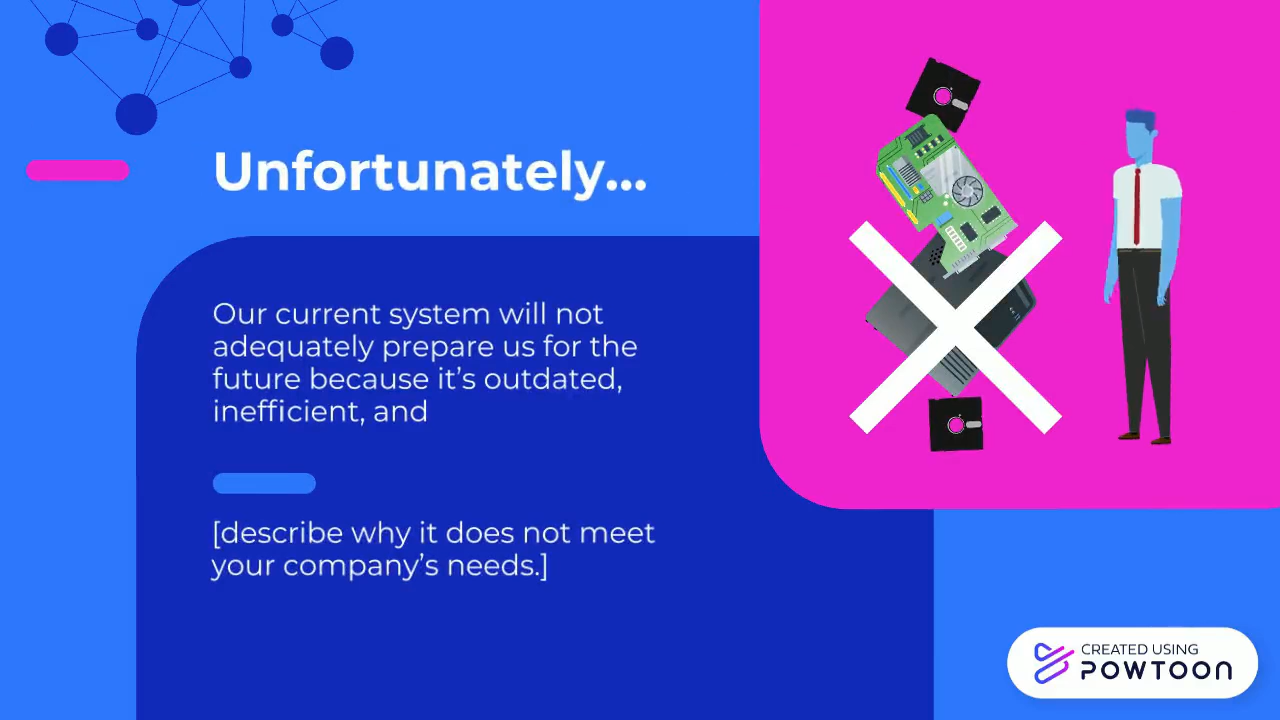 Unfortunately...
Our current system will not
adequately prepare us for the
future because it’s outdated,
inefficient, and
[describe why it does not meet
your company’s needs.]
CREATED USING
POWTOON